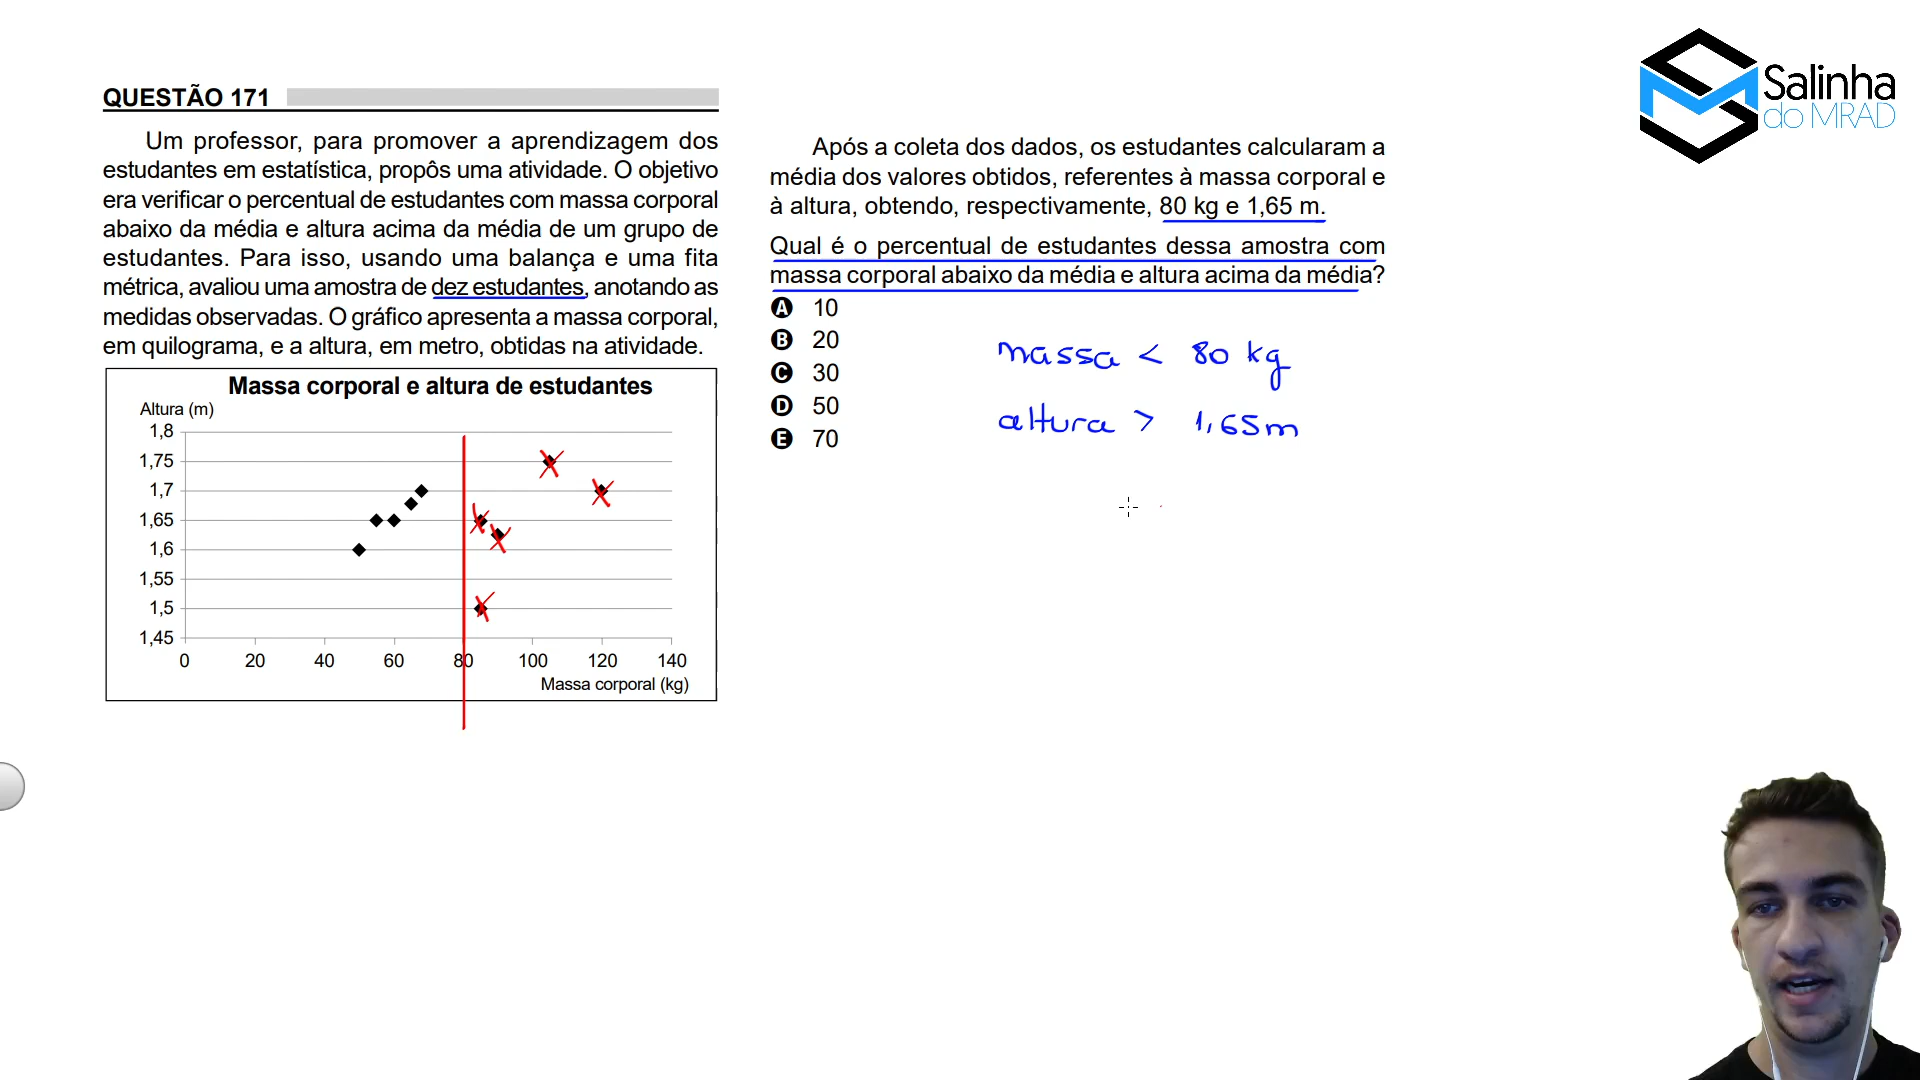 QUESTÃO 171
Um professor, para promover a aprendizagem dos
estudantes em estatística, propôs uma atividade. O objetivo
era verificar o percentual de estudantes com massa corporal
abaixo da média e altura acima da média de um grupo de
estudantes. Para isso, usando uma balança e uma fita
métrica, avaliou uma amostra de dez estudantes, anotando as
medidas observadas. O gráfico apresenta a massa corporal,
em quilograma, e a altura, em metro, obtidas na atividade.
Massa corporal e altura de estudantes
Altura (m)
1,8
1,75
1,7
1,65
1,6
1,55
1,5
1,45
0 20 40 60 80 100 120 140
Massa corporal (kg)
Após a coleta dos dados, os estudantes calcularam a
média dos valores obtidos, referentes à massa corporal e
à altura, obtendo, respectivamente, 80 kg e 1,65 m.
Qual é o percentual de estudantes dessa amostra com
massa corporal abaixo da média e altura acima da média?
A 10
B 20
C 30
D 50
E 70
massa < 80 kg
altura > 1,65m
Salinha
do MRAD